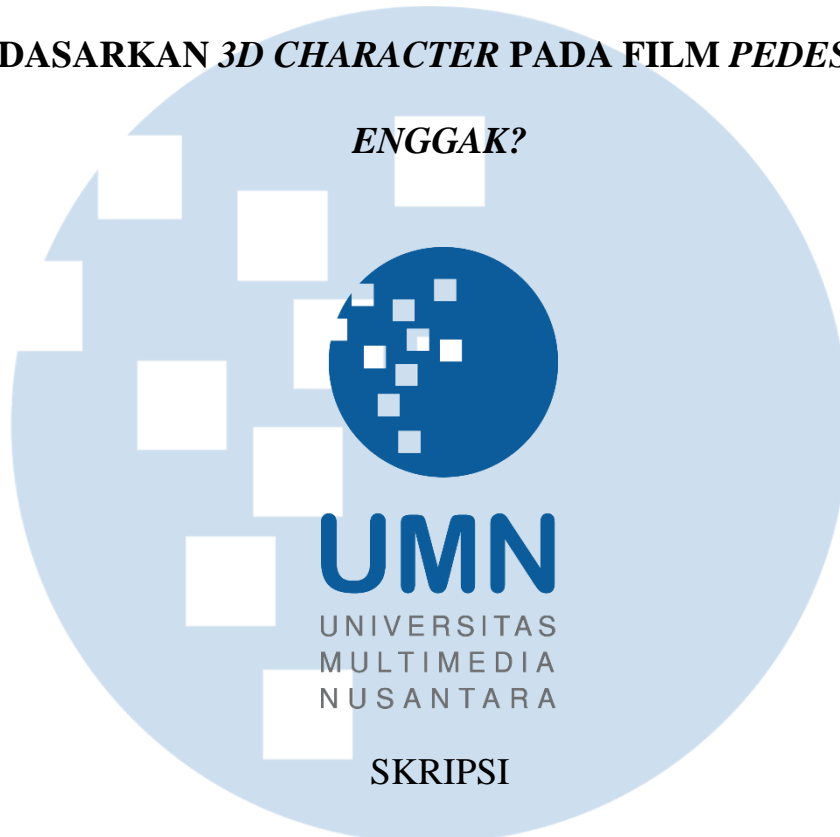 DASARKAN 3D CHARACTER PADA FILM PEDES
ENGGAK?
UMN
UNIVERSITAS
MULTIMEDIA
NUSANTARA
SKRIPSI